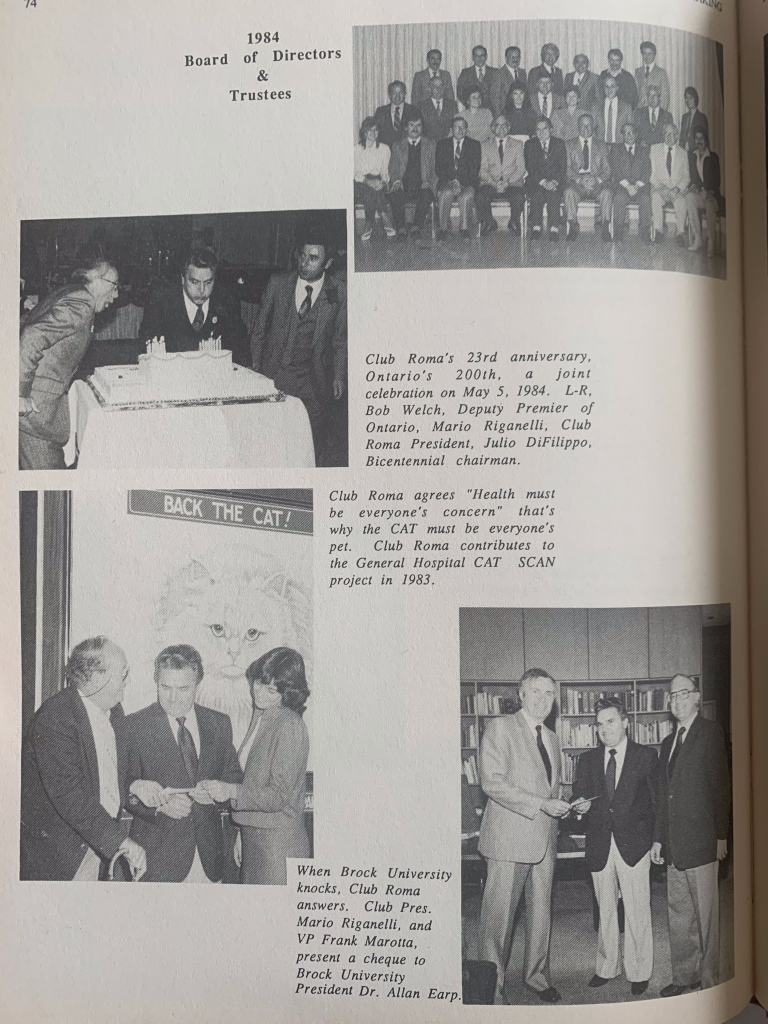 74
1984
Board of Directors
&
Trustees
Club Roma's 23rd anniversary,
Ontario's 200th, a joint
celebration on May 5, 1984. L-R,
Bob Welch, Deputy Premier of
Ontario, Mario Riganelli, Club
Roma President, Julio DiFilippo,
Bicentennial chairman.
BACK THE CAT!
Club Roma agrees "Health must
be everyone's concern" that's
why the CAT must be everyone's
pet. Club Roma contributes to
the General Hospital CAT SCAN
project in 1983.
When Brock University
knocks, Club Roma
answers. Club Pres.
Mario Riganelli, and
VP Frank Marotta,
present a cheque to
Brock University
President Dr. Allan Earp.